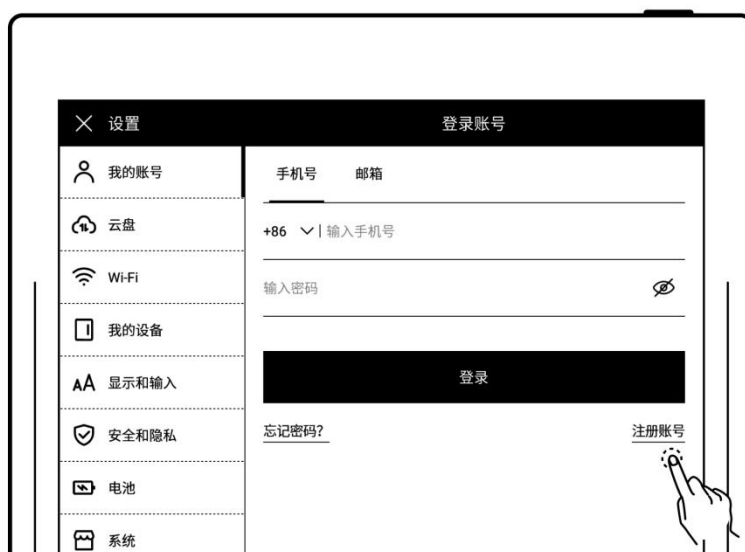 设置
登录账号
我的账号
云盘
Wi-Fi
我的设备
显示和输入
安全和隐私
电池
系统
手机号 邮箱
+86 输入手机号
输入密码
登录
忘记密码? 注册账号